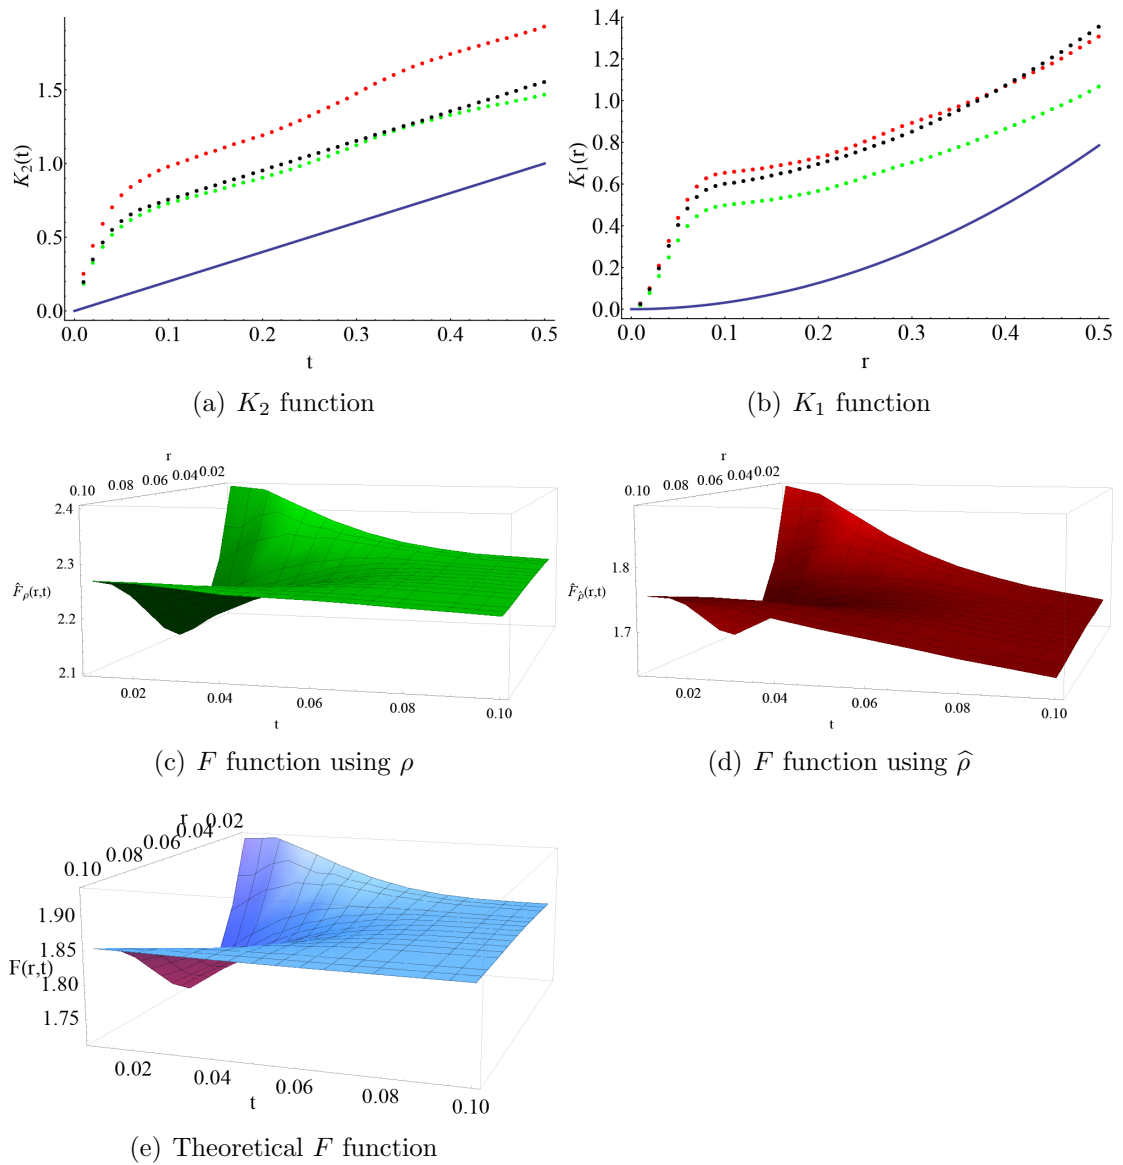 K₂(t)
1.5
1.0
0.5
0.0
0.0 0.1 0.2 0.3 0.4 0.5
t
(a) K₂ function
K₁(r)
1.4
1.2
1.0
0.8
0.6
0.4
0.2
0.0
0.0 0.1 0.2 0.3 0.4 0.5
r
(b) K₁ function
r
0.10 0.08 0.06 0.04 0.02
2.4
2.3
F̂ρ(r,t)
2.2
2.1
0.02 0.04 0.06 0.08 0.10
t
(c) F function using ρ
r
0.10 0.08 0.06 0.04 0.02
1.8
F̂ρ̂(r,t)
1.7
0.02 0.04 0.06 0.08 0.10
t
(d) F function using ρ̂
r
0.10 0.08 0.06 0.04 0.02
1.90
1.85
F(r,t)
1.80
1.75
0.02 0.04 0.06 0.08 0.10
t
(e) Theoretical F function